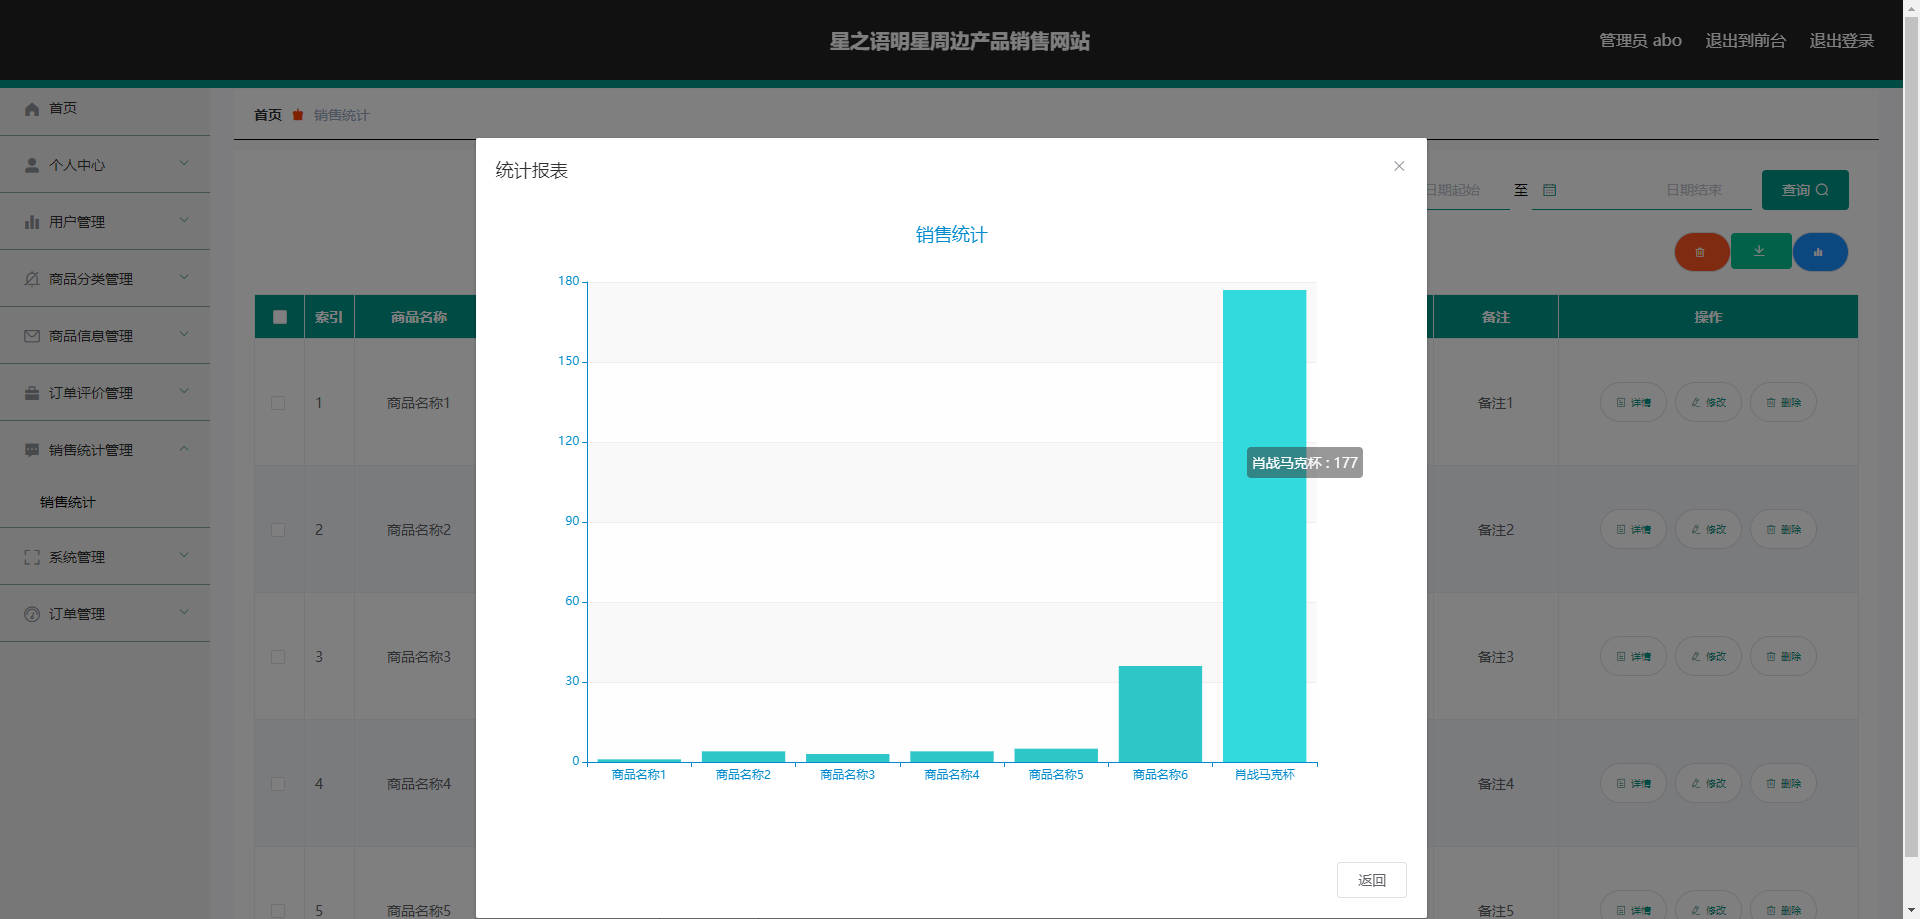 星之语明星周边产品销售网站
管理员 abo 退出到前台 退出登录
首页
个人中心
用户管理
商品分类管理
商品信息管理
订单评价管理
销售统计管理
销售统计
系统管理
订单管理
首页 销售统计
日期起始 至 日期结束 查询
索引 商品名称 备注 操作
1 商品名称1 备注1 详情 修改 删除
2 商品名称2 备注2 详情 修改 删除
3 商品名称3 备注3 详情 修改 删除
4 商品名称4 备注4 详情 修改 删除
5 商品名称5 备注5 详情 修改 删除
统计报表
销售统计
180
150
120
90
60
30
0
肖战马克杯 : 177
商品名称1 商品名称2 商品名称3 商品名称4 商品名称5 商品名称6 肖战马克杯
返回